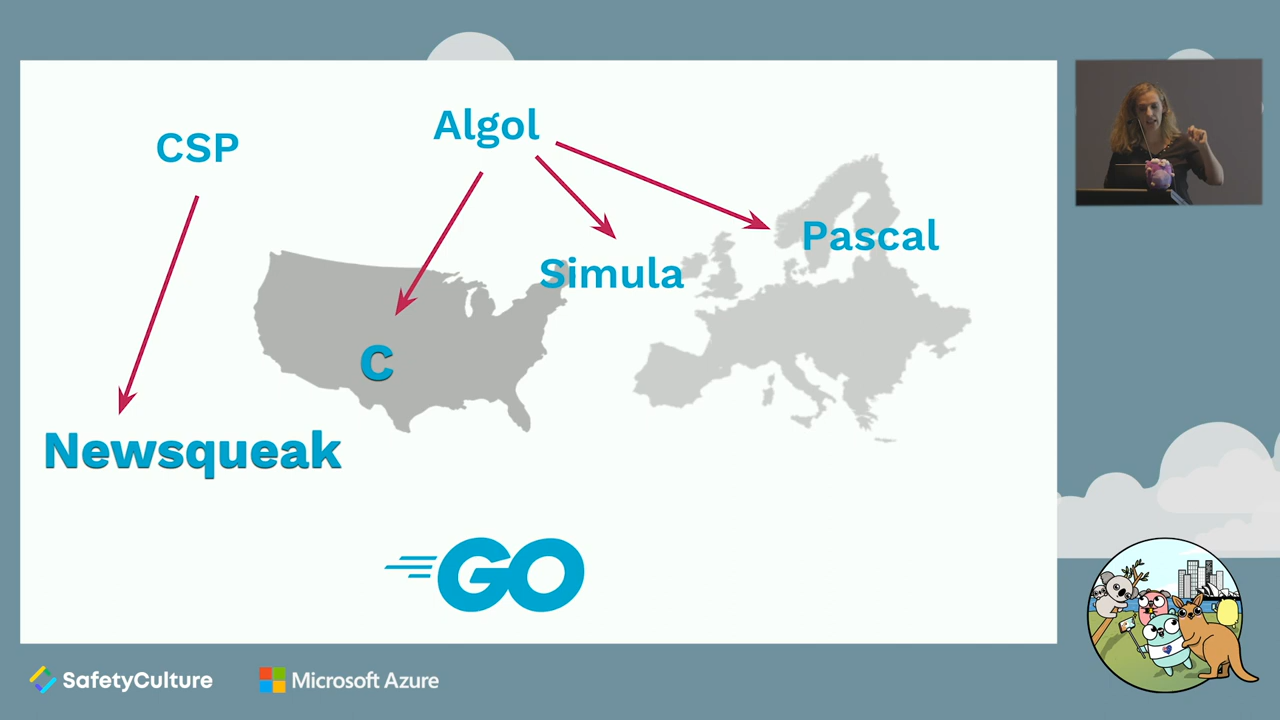 CSP
Algol
Simula
Pascal
C
Newsqueak
GO
SafetyCulture
Microsoft Azure